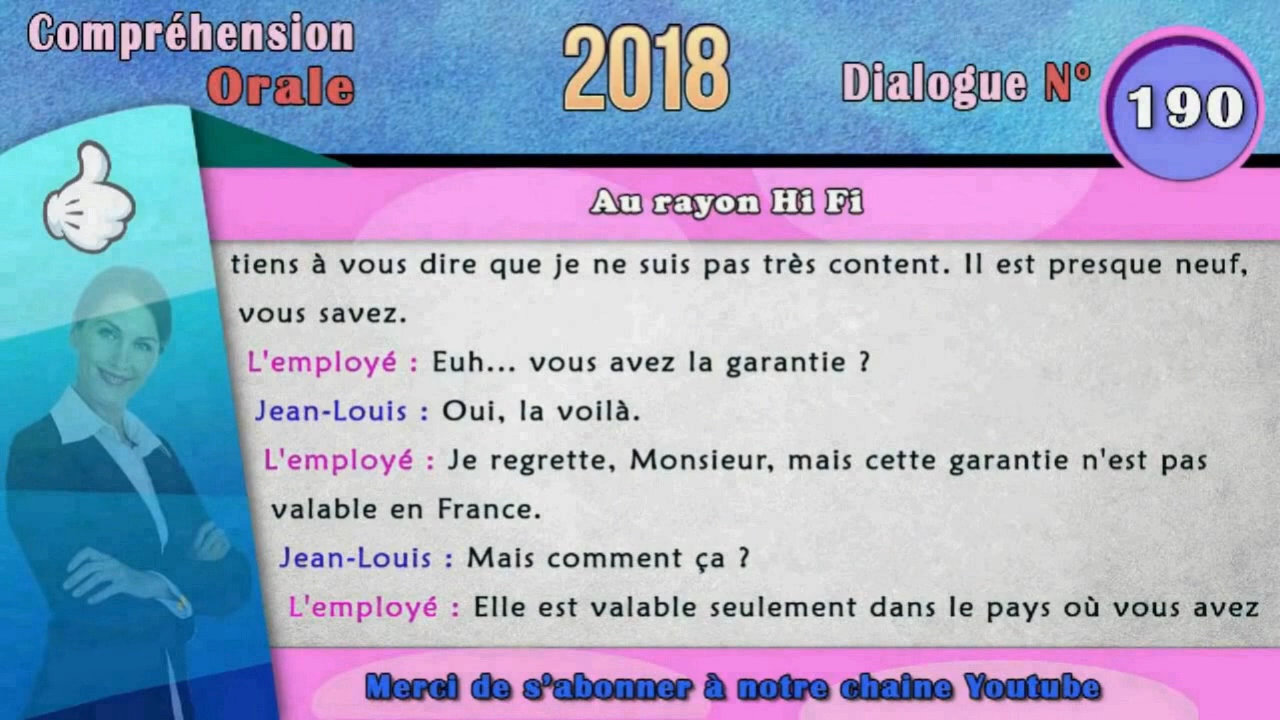 Compréhension
Orale
2018
Dialogue N°
190
Au rayon Hi Fi
tiens à vous dire que je ne suis pas très content. Il est presque neuf,
vous savez.
L'employé : Euh... vous avez la garantie ?
Jean-Louis : Oui, la voilà.
L'employé : Je regrette, Monsieur, mais cette garantie n'est pas
valable en France.
Jean-Louis : Mais comment ça ?
L'employé : Elle est valable seulement dans le pays où vous avez
Merci de s'abonner à notre chaine Youtube